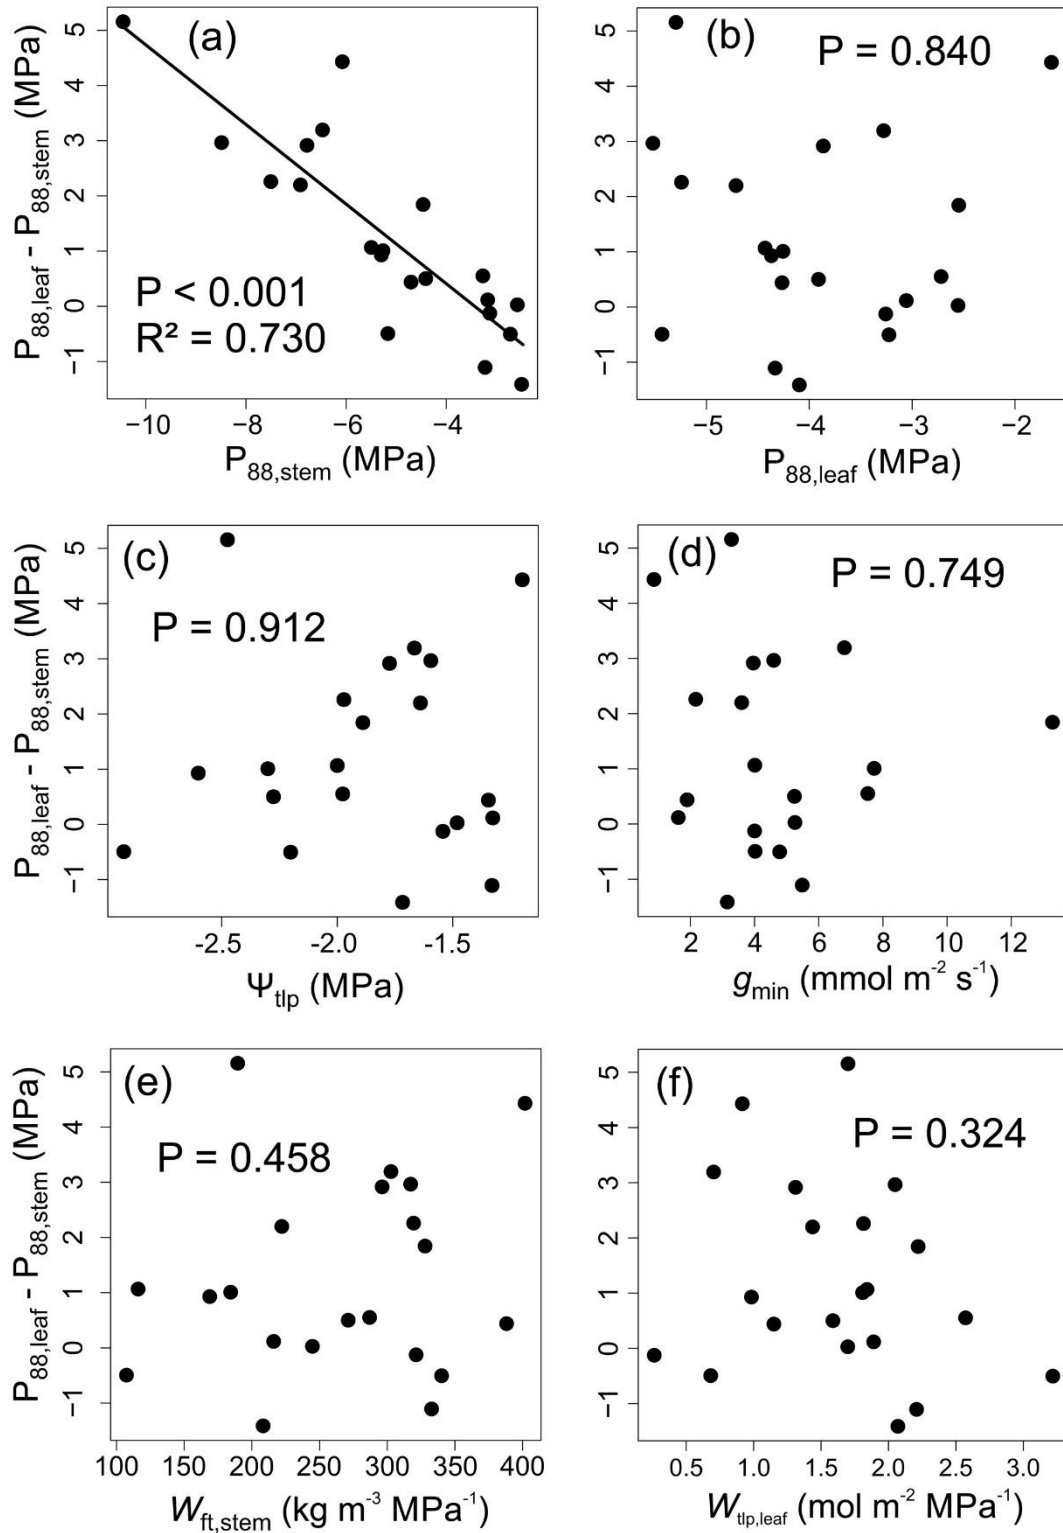 (a)
P < 0.001
R² = 0.730
5
4
3
2
1
0
−1
P88,leaf - P88,stem (MPa)
−10 −8 −6 −4
P88,stem (MPa)
(b)
P = 0.840
5
4
3
2
1
0
−1
−5 −4 −3 −2
P88,leaf (MPa)
(c)
P = 0.912
5
4
3
2
1
0
−1
P88,leaf - P88,stem (MPa)
-2.5 -2.0 -1.5
Ψtlp (MPa)
(d)
P = 0.749
5
4
3
2
1
0
−1
2 4 6 8 10 12
gmin (mmol m-2 s-1)
(e)
P = 0.458
5
4
3
2
1
0
−1
P88,leaf - P88,stem (MPa)
100 200 250 300 350 400
Wft,stem (kg m-3 MPa-1)
(f)
P = 0.324
5
4
3
2
1
0
−1
0.5 1.0 1.5 2.0 2.5 3.0
Wtlp,leaf (mol m-2 MPa-1)